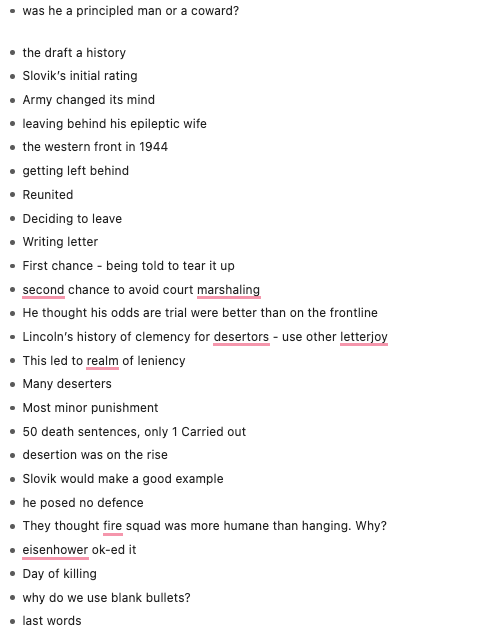 was he a principled man or a coward?
the draft a history
Slovik's initial rating
Army changed its mind
leaving behind his epileptic wife
the western front in 1944
getting left behind
Reunited
Deciding to leave
Writing letter
First chance - being told to tear it up
second chance to avoid court marshaling
He thought his odds are trial were better than on the frontline
Lincoln's history of clemency for desertors - use other letterjoy
This led to realm of leniency
Many deserters
Most minor punishment
50 death sentences, only 1 Carried out
desertion was on the rise
Slovik would make a good example
he posed no defence
They thought fire squad was more humane than hanging. Why?
eisenhower ok-ed it
Day of killing
why do we use blank bullets?
last words